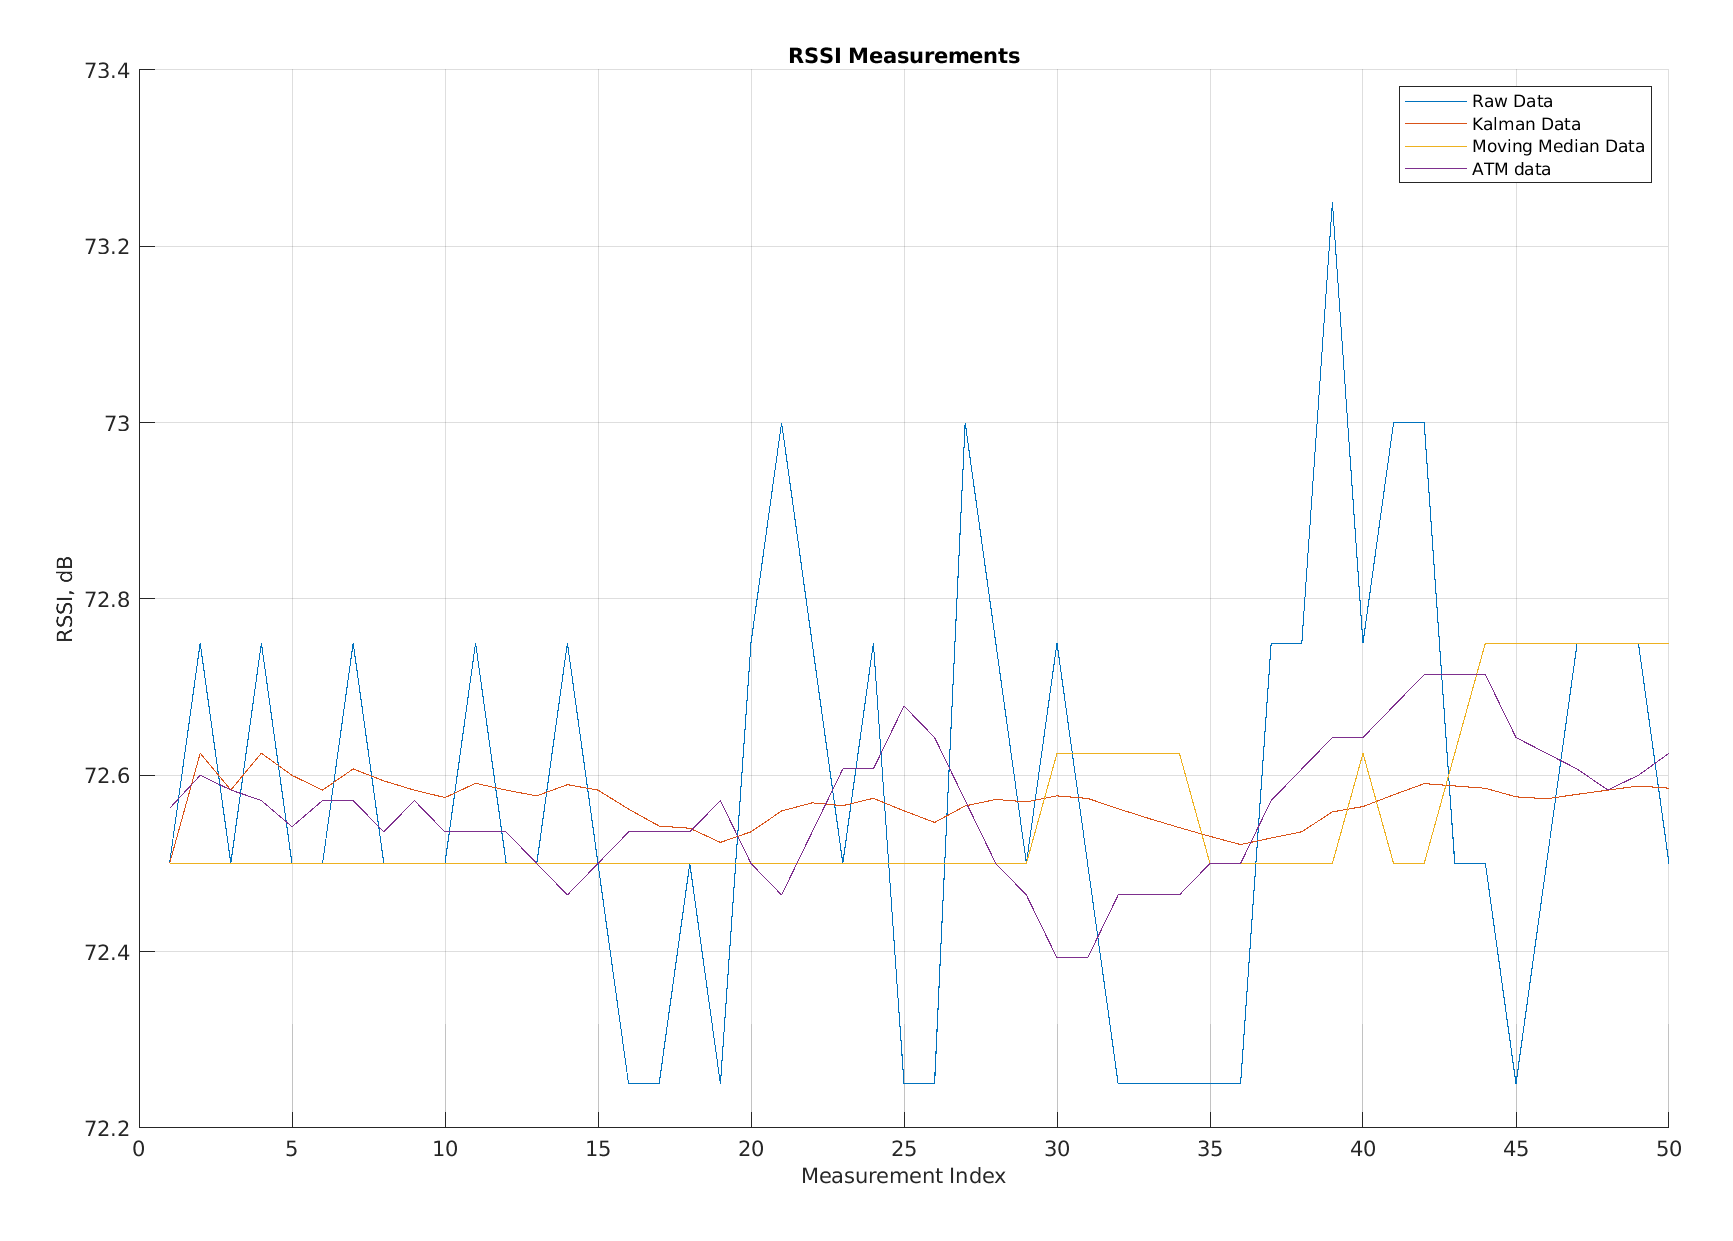 RSSI Measurements
73.4
73.2
73
72.8
72.6
72.4
72.2
RSSI, dB
Raw Data
Kalman Data
Moving Median Data
ATM data
0 5 10 15 20 25 30 35 40 45 50
Measurement Index